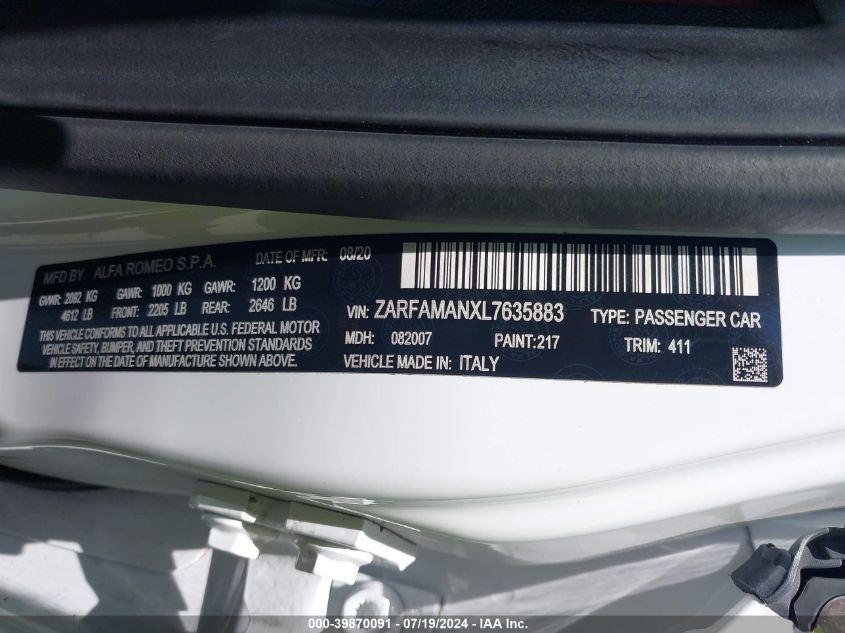 MFD BY ALFA ROMEO S.P.A. DATE OF MFR: 08/20
GVWR: 2092 KG GAWR: 1000 KG GAWR: 1200 KG
4612 LB FRONT: 2205 LB REAR: 2646 LB
THIS VEHICLE CONFORMS TO ALL APPLICABLE U.S. FEDERAL MOTOR
VEHICLE SAFETY, BUMPER, AND THEFT PREVENTION STANDARDS
IN EFFECT ON THE DATE OF MANUFACTURE SHOWN ABOVE.
VIN: ZARFAMANXL7635883 TYPE: PASSENGER CAR
MDH: 082007 PAINT:217 TRIM: 411
VEHICLE MADE IN: ITALY
000-39870091 - 07/19/2024 - IAA Inc.